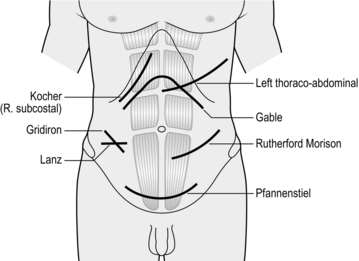 Kocher
(R. subcostal)
Gridiron
Lanz
Left thoraco-abdominal
Gable
Rutherford Morison
Pfannenstiel